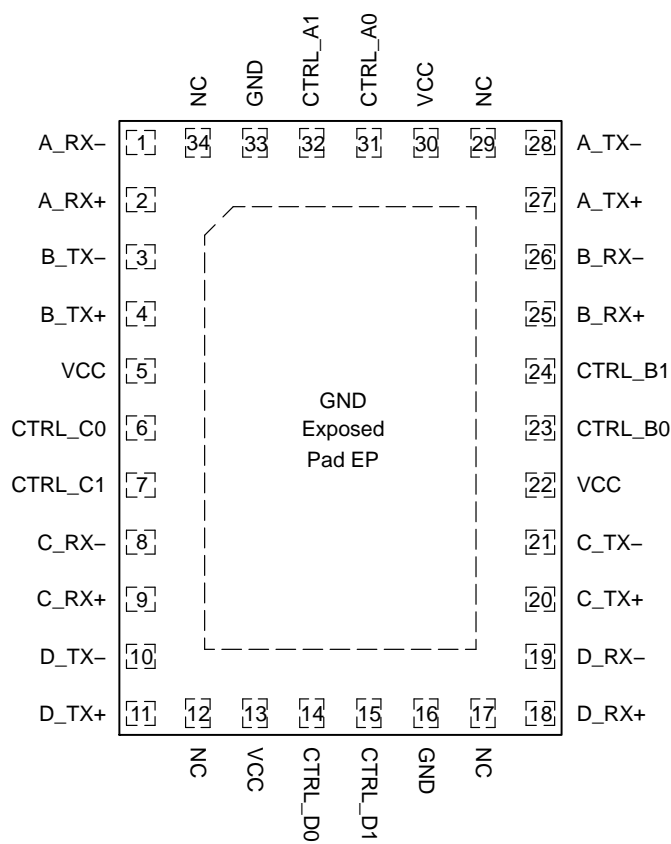 NC
GND
CTRL_A1
CTRL_A0
VCC
NC
A_RX− 1 34 33 32 31 30 29 28 A_TX−
A_RX+ 2 27 A_TX+
B_TX− 3 26 B_RX−
B_TX+ 4 25 B_RX+
VCC 5 24 CTRL_B1
GND
CTRL_C0 6 Exposed 23 CTRL_B0
Pad EP
CTRL_C1 7 22 VCC
C_RX− 8 21 C_TX−
C_RX+ 9 20 C_TX+
D_TX− 10 19 D_RX−
D_TX+ 11 12 13 14 15 16 17 18 D_RX+
NC
VCC
CTRL_D0
CTRL_D1
GND
NC